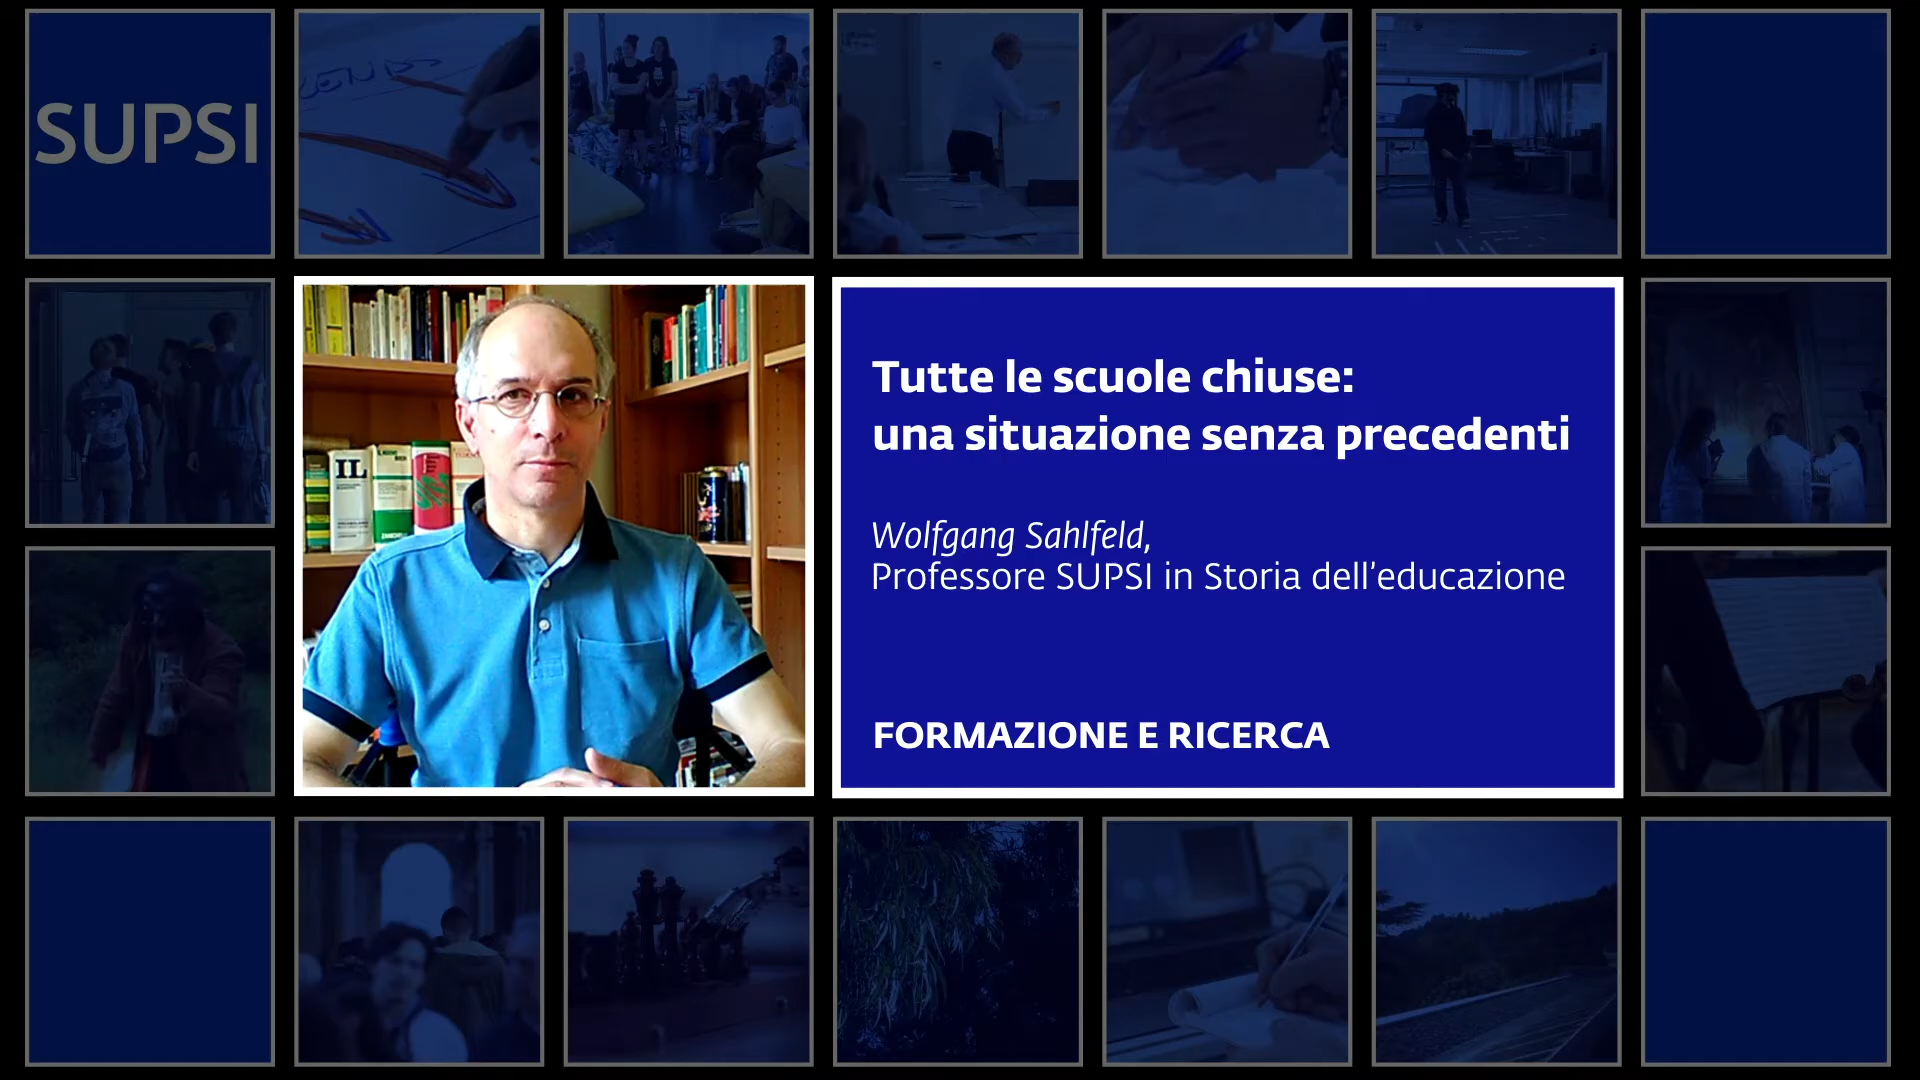 SUPSI
Tutte le scuole chiuse:
una situazione senza precedenti
Wolfgang Sahlfeld,
Professore SUPSI in Storia dell'educazione
FORMAZIONE E RICERCA
IL